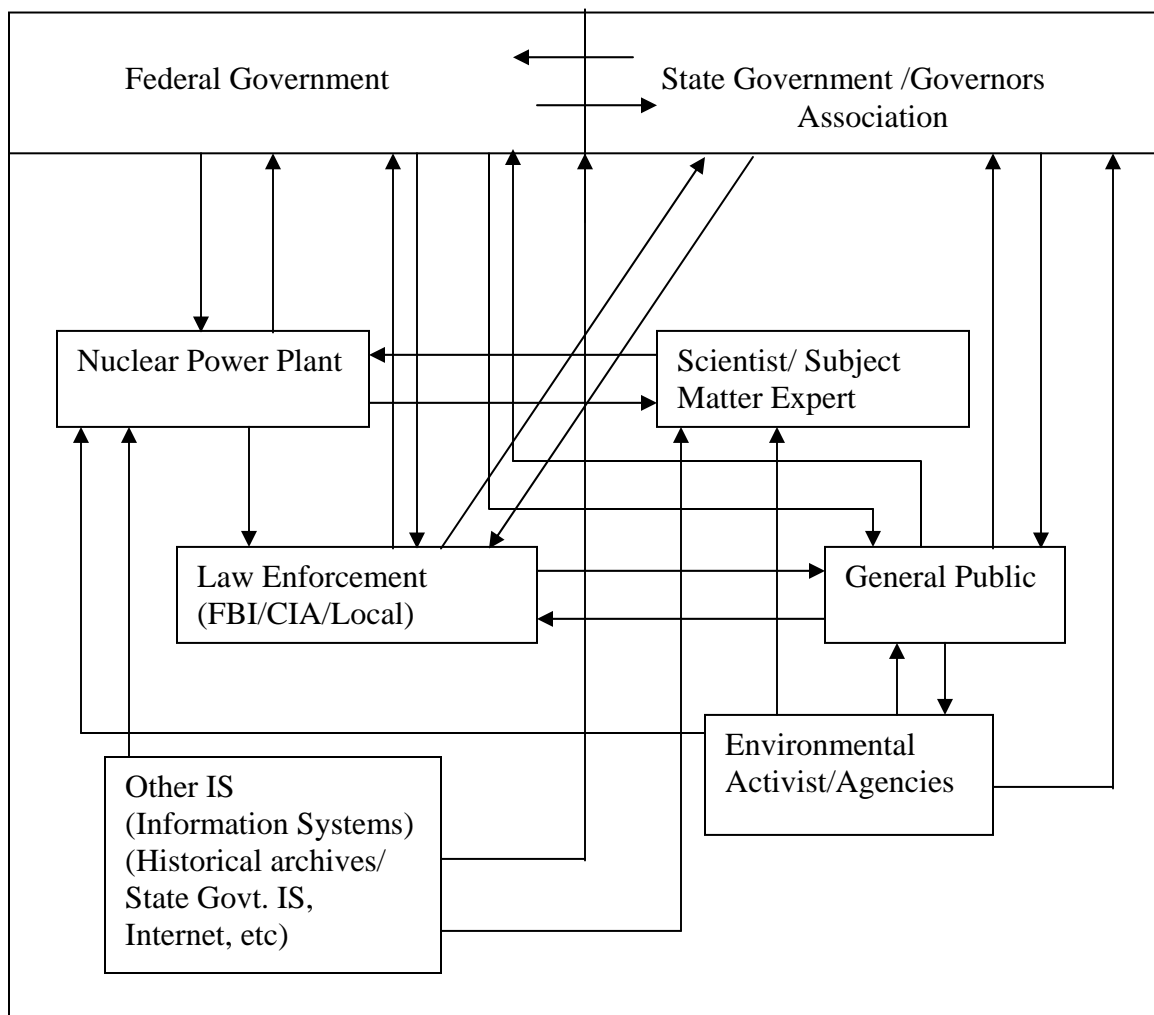 Federal Government
State Government /Governors
Association
Nuclear Power Plant
Scientist/ Subject
Matter Expert
Law Enforcement
(FBI/CIA/Local)
General Public
Environmental
Activist/Agencies
Other IS
(Information Systems)
(Historical archives/
State Govt. IS,
Internet, etc)